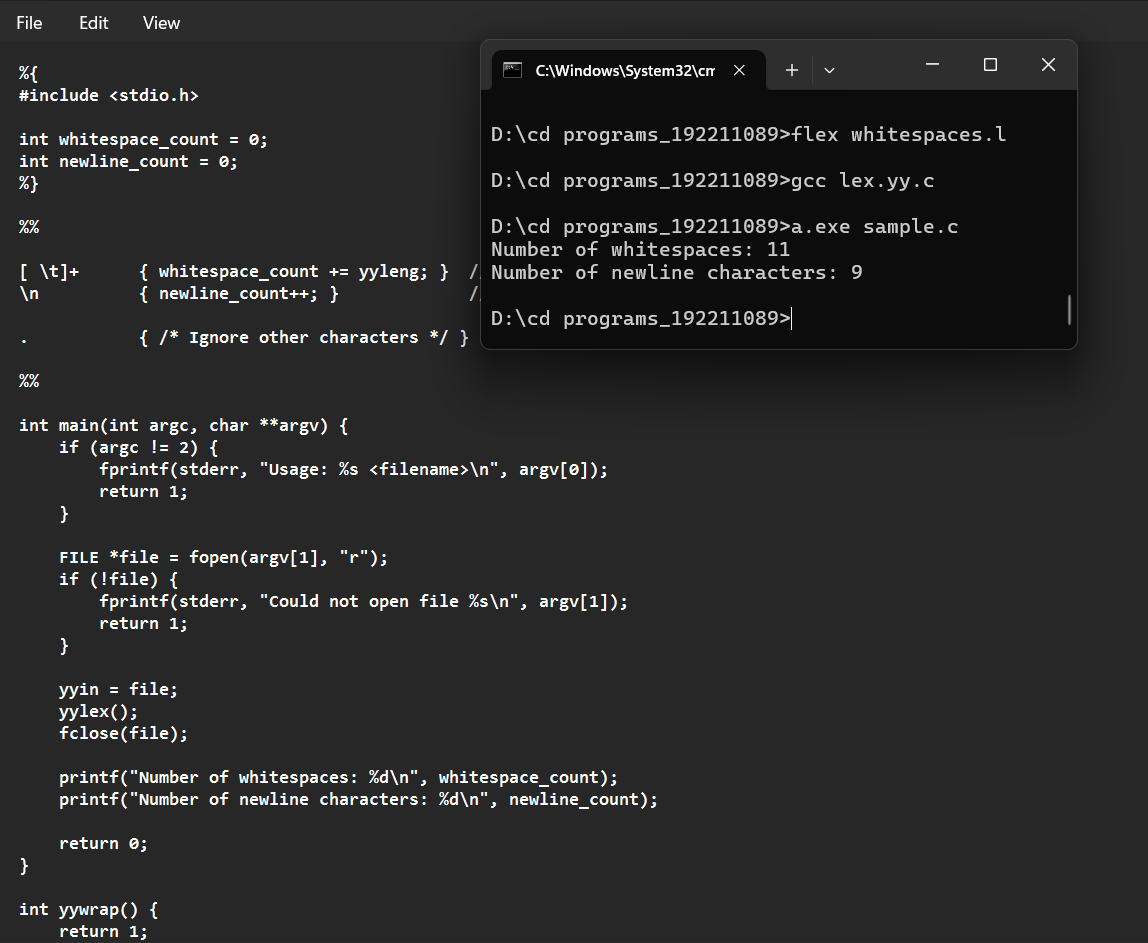 File Edit View
%{
#include <stdio.h>
int whitespace_count = 0;
int newline_count = 0;
%}
%%
[ \t]+      { whitespace_count += yyleng; }  /
\n          { newline_count++; }             /
.           { /* Ignore other characters */ }
%%
int main(int argc, char **argv) {
    if (argc != 2) {
        fprintf(stderr, "Usage: %s <filename>\n", argv[0]);
        return 1;
    }
    FILE *file = fopen(argv[1], "r");
    if (!file) {
        fprintf(stderr, "Could not open file %s\n", argv[1]);
        return 1;
    }
    yyin = file;
    yylex();
    fclose(file);
    printf("Number of whitespaces: %d\n", whitespace_count);
    printf("Number of newline characters: %d\n", newline_count);
    return 0;
}
int yywrap() {
    return 1;
C:\Windows\System32\cm
D:\cd programs_192211089>flex whitespaces.l
D:\cd programs_192211089>gcc lex.yy.c
D:\cd programs_192211089>a.exe sample.c
Number of whitespaces: 11
Number of newline characters: 9
D:\cd programs_192211089>